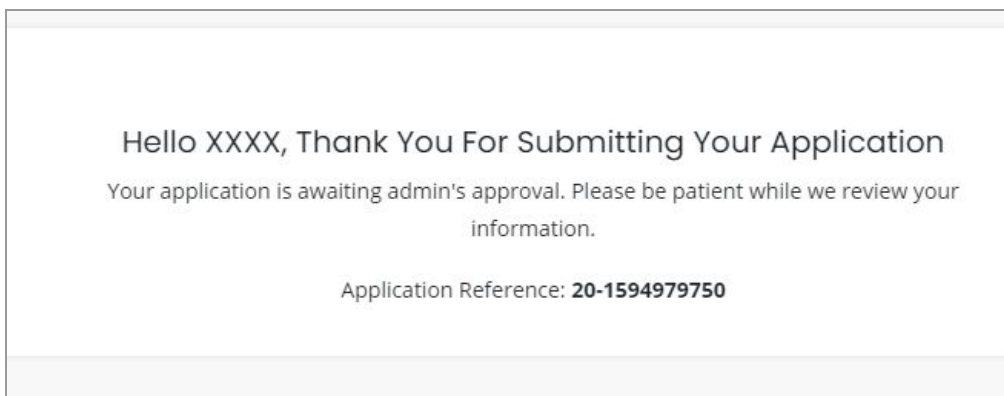 Hello XXXX, Thank You For Submitting Your Application
Your application is awaiting admin's approval. Please be patient while we review your
information.
Application Reference: 20-1594979750